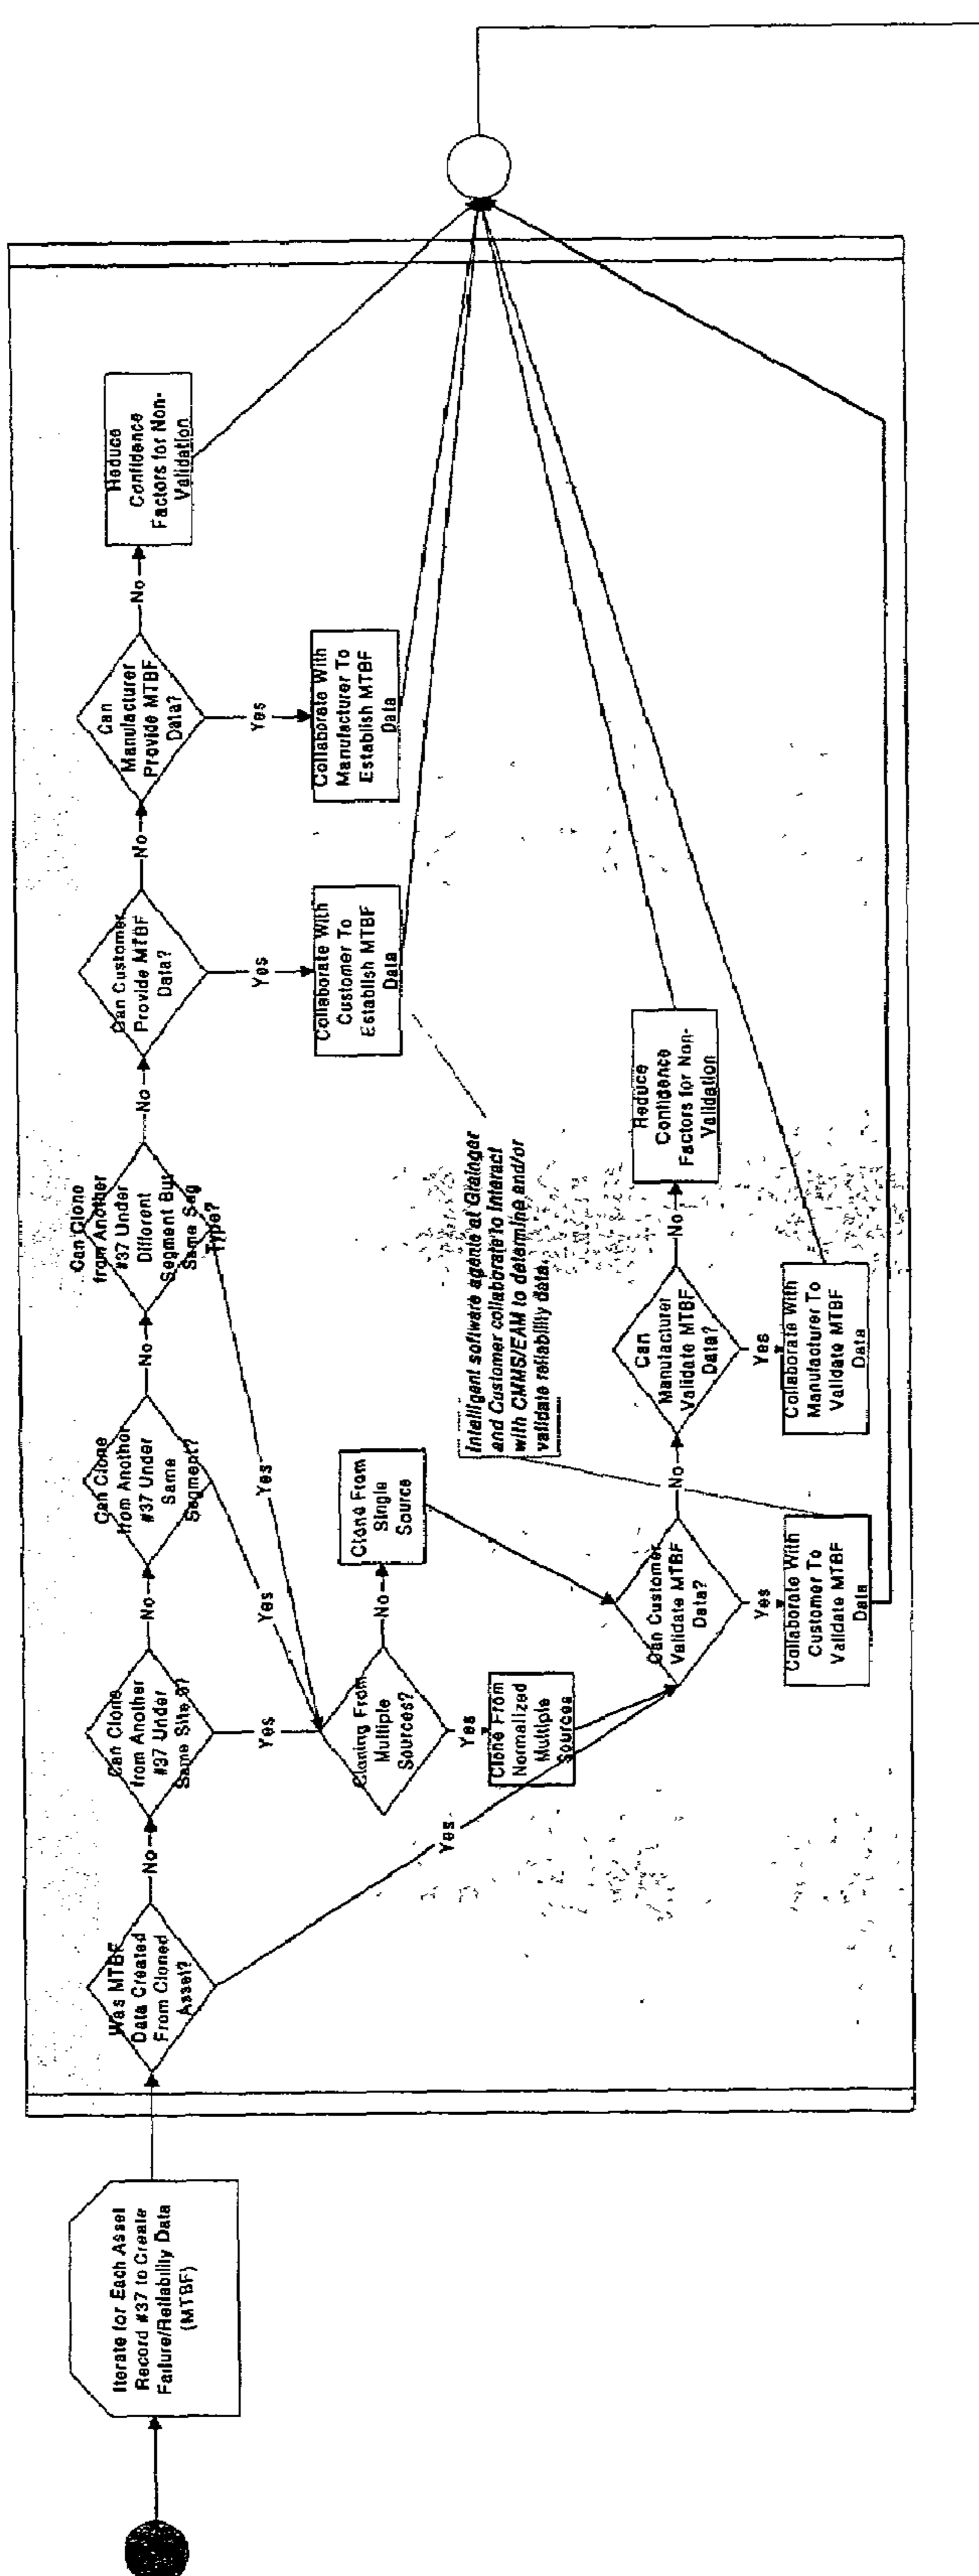 Iterate for Each Asset
Record #37 to Create
Failure/Reliability Data
(MTBF)
Was MTBF
Data Created
From Cloned
Asset?
No
Yes
Can Clone
from Another
#37 Under
Same Site #?
No
Yes
Can Clone
from Another
#37 Under
Same
Segment?
No
Yes
Can Clone
from Another
#37 Under
Different
Segment But
Same Seg
Type?
No
Yes
Can Customer
Provide MTBF
Data?
No
Yes
Can
Manufacturer
Provide MTBF
Data?
No
Yes
Reduce
Confidence
Factors for Non-
Validation
Cloning From
Multiple
Sources?
No
Yes
Clone From
Single
Source
Collaborate With
Customer To
Establish MTBF
Data
Collaborate With
Manufacturer To
Establish MTBF
Data
Clone From
Normalized
Multiple
Sources
Intelligent software agents at Grainger
and Customer collaborate to interact
with CMMS/EAM to determine and/or
validate reliability data.
Can Customer
Validate MTBF
Data?
No
Yes
Can
Manufacturer
Validate MTBF
Data?
No
Yes
Reduce
Confidence
Factors for Non-
Validation
Collaborate With
Customer To
Validate MTBF
Data
Collaborate With
Manufacturer To
Validate MTBF
Data